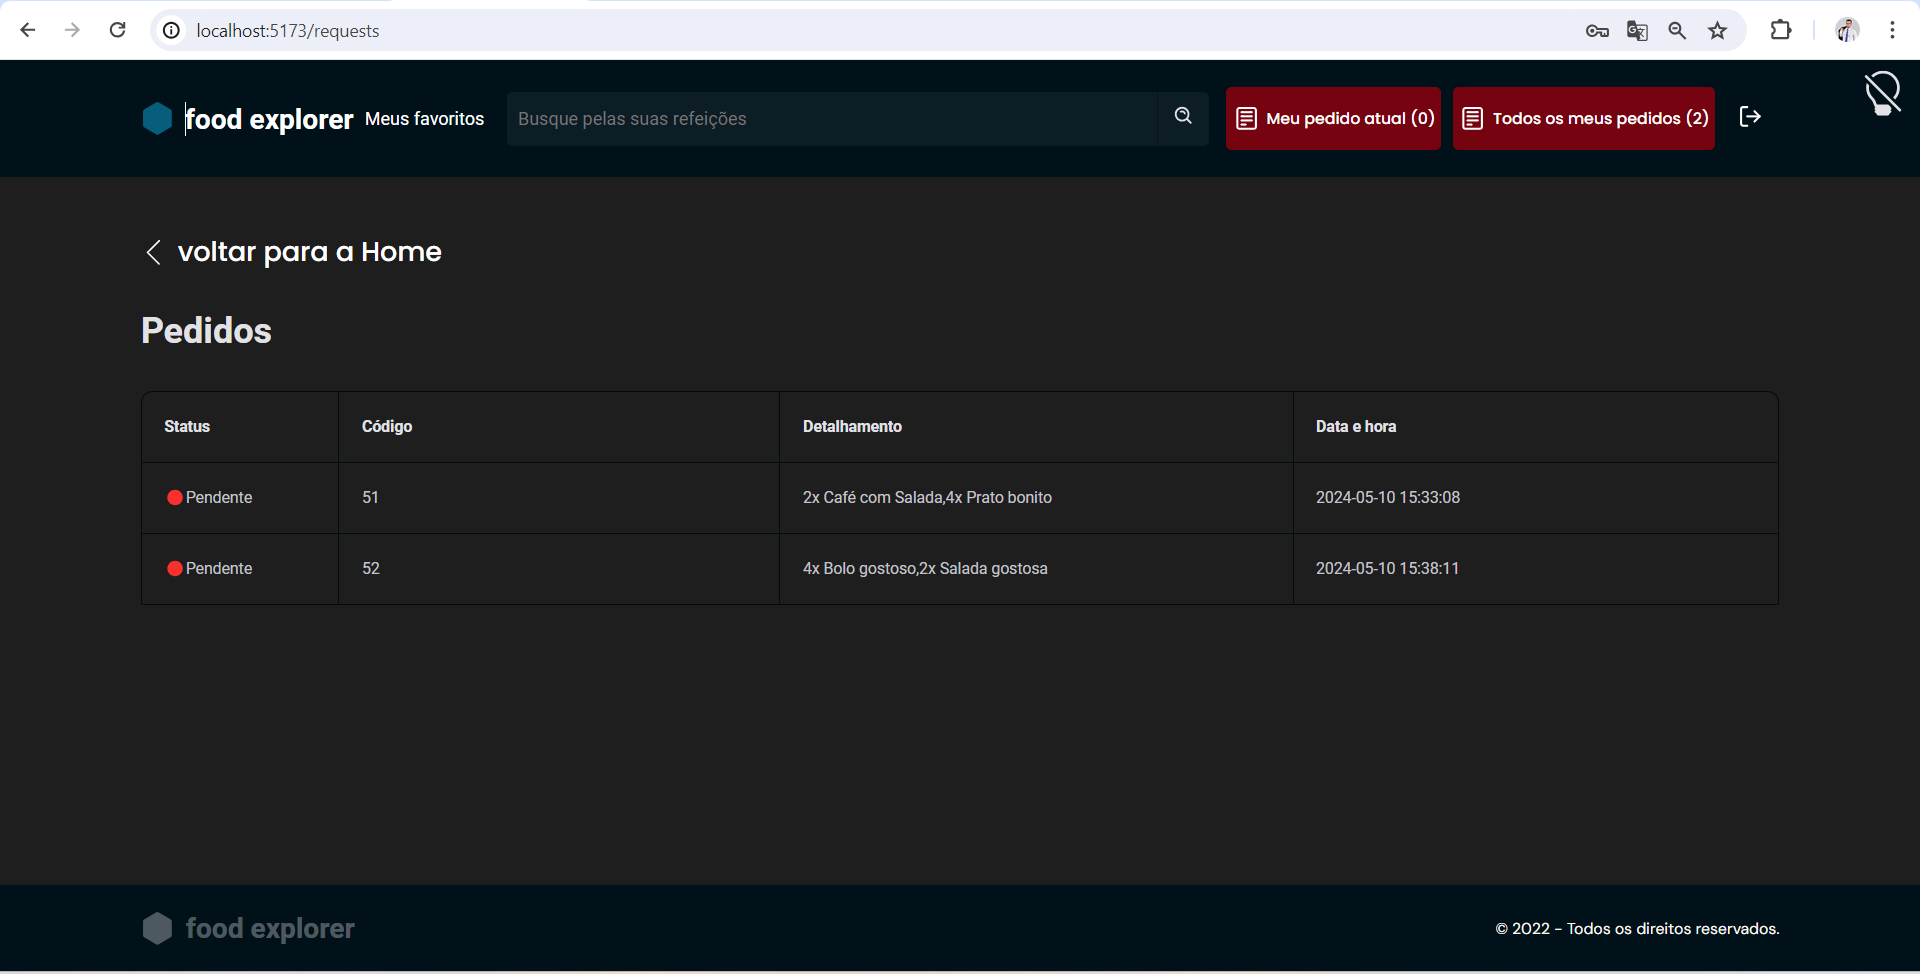 localhost:5173/requests
food explorer Meus favoritos Busque pelas suas refeições Meu pedido atual (0) Todos os meus pedidos (2)
voltar para a Home
Pedidos
Status Código Detalhamento Data e hora
Pendente 51 2x Café com Salada,4x Prato bonito 2024-05-10 15:33:08
Pendente 52 4x Bolo gostoso,2x Salada gostosa 2024-05-10 15:38:11
food explorer © 2022 - Todos os direitos reservados.